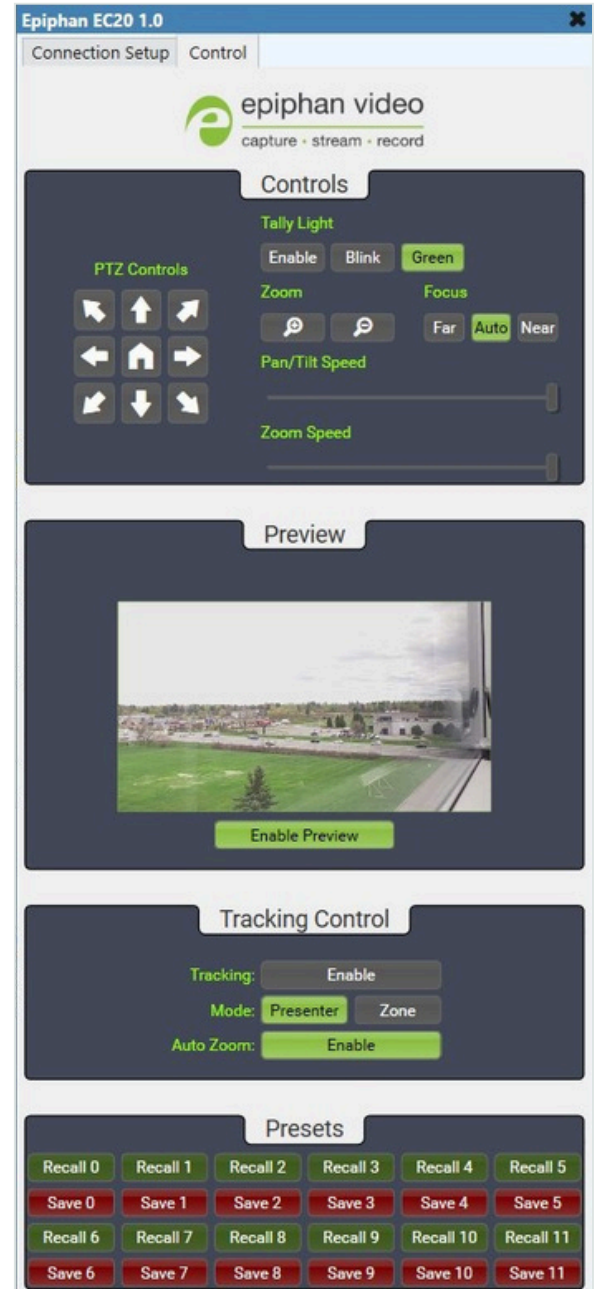 Epiphan EC20 1.0
Connection Setup Control
epiphan video
capture · stream · record
Controls
Tally Light
Enable Blink Green
PTZ Controls
Zoom Focus
Far Auto Near
Pan/Tilt Speed
Zoom Speed
Preview
Enable Preview
Tracking Control
Tracking: Enable
Mode: Presenter Zone
Auto Zoom: Enable
Presets
Recall 0 Recall 1 Recall 2 Recall 3 Recall 4 Recall 5
Save 0 Save 1 Save 2 Save 3 Save 4 Save 5
Recall 6 Recall 7 Recall 8 Recall 9 Recall 10 Recall 11
Save 6 Save 7 Save 8 Save 9 Save 10 Save 11